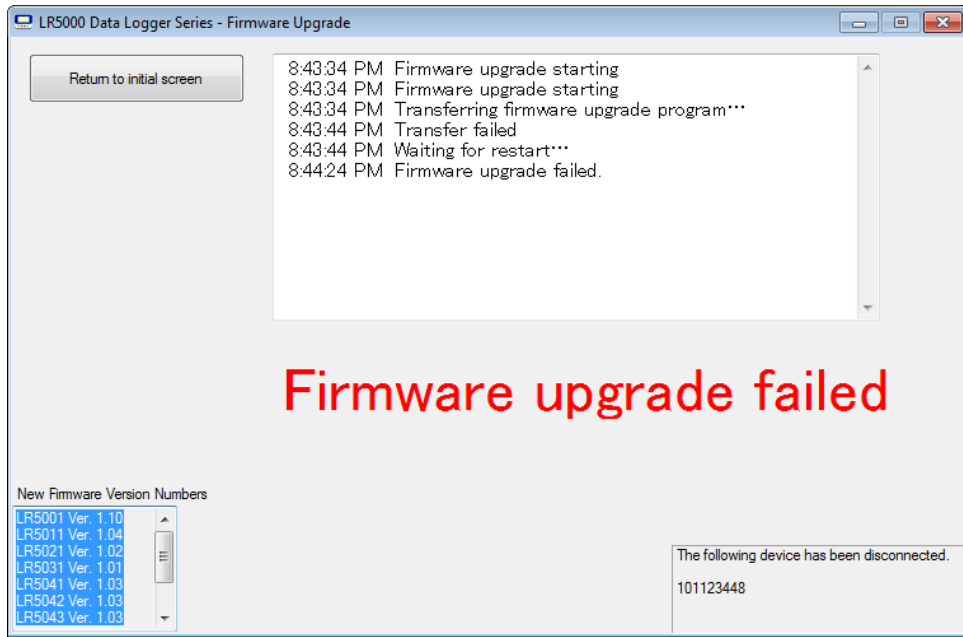 LR5000 Data Logger Series - Firmware Upgrade
Return to initial screen
8:43:34 PM Firmware upgrade starting
8:43:34 PM Firmware upgrade starting
8:43:34 PM Transferring firmware upgrade program…
8:43:44 PM Transfer failed
8:43:44 PM Waiting for restart…
8:44:24 PM Firmware upgrade failed.
Firmware upgrade failed
New Firmware Version Numbers
LR5001 Ver. 1.10
LR5011 Ver. 1.04
LR5021 Ver. 1.02
LR5031 Ver. 1.01
LR5041 Ver. 1.03
LR5042 Ver. 1.03
LR5043 Ver. 1.03
The following device has been disconnected.
101123448